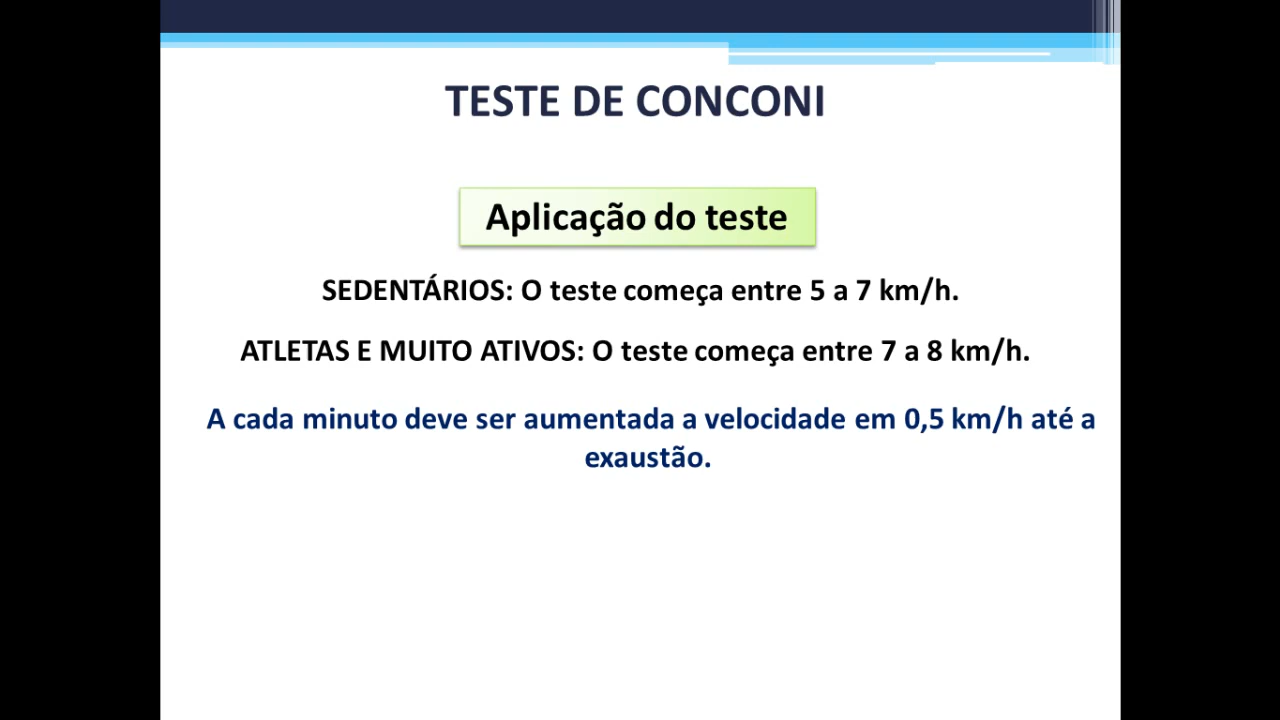 TESTE DE CONCONI
Aplicação do teste
SEDENTÁRIOS: O teste começa entre 5 a 7 km/h.
ATLETAS E MUITO ATIVOS: O teste começa entre 7 a 8 km/h.
A cada minuto deve ser aumentada a velocidade em 0,5 km/h até a
exaustão.